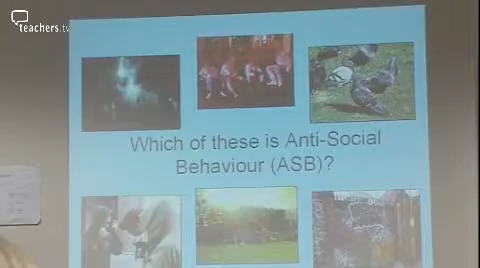 teachers.tv
Which of these is Anti-Social
Behaviour (ASB)?